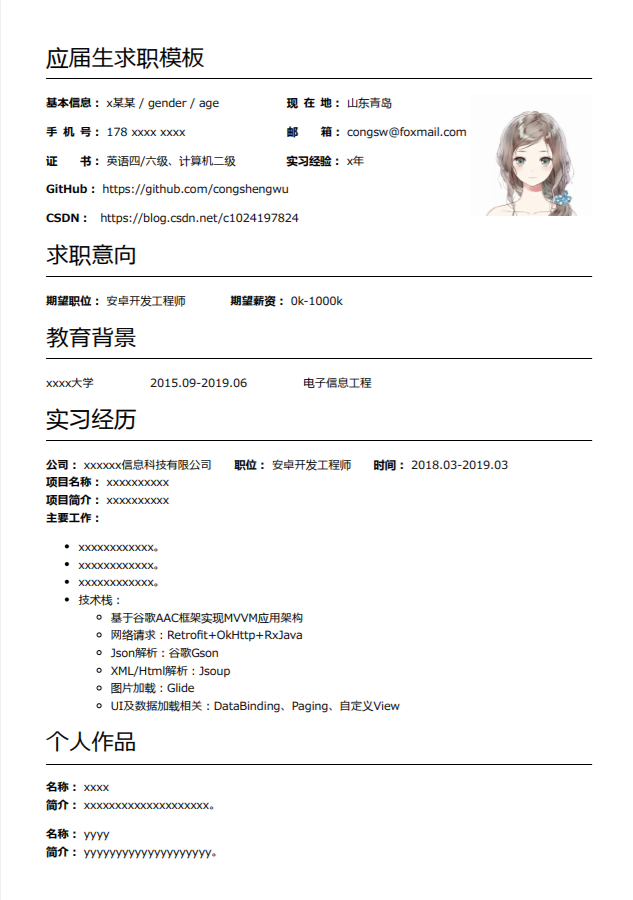 应届生求职模板
基本信息： x某某 / gender / age 现 在 地： 山东青岛
手 机 号： 178 xxxx xxxx 邮 箱： congsw@foxmail.com
证 书： 英语四/六级、计算机二级 实习经验： x年
GitHub： https://github.com/congshengwu
CSDN： https://blog.csdn.net/c1024197824
求职意向
期望职位： 安卓开发工程师 期望薪资： 0k-1000k
教育背景
xxxx大学 2015.09-2019.06 电子信息工程
实习经历
公司： xxxxxx信息科技有限公司 职位： 安卓开发工程师 时间： 2018.03-2019.03
项目名称： xxxxxxxxxx
项目简介： xxxxxxxxxx
主要工作：
• xxxxxxxxxxxx。
• xxxxxxxxxxxx。
• xxxxxxxxxxxx。
• 技术栈：
◦ 基于谷歌AAC框架实现MVVM应用架构
◦ 网络请求：Retrofit+OkHttp+RxJava
◦ Json解析：谷歌Gson
◦ XML/Html解析：Jsoup
◦ 图片加载：Glide
◦ UI及数据加载相关：DataBinding、Paging、自定义View
个人作品
名称： xxxx
简介： xxxxxxxxxxxxxxxxxxxx。
名称： yyyy
简介： yyyyyyyyyyyyyyyyyyyy。